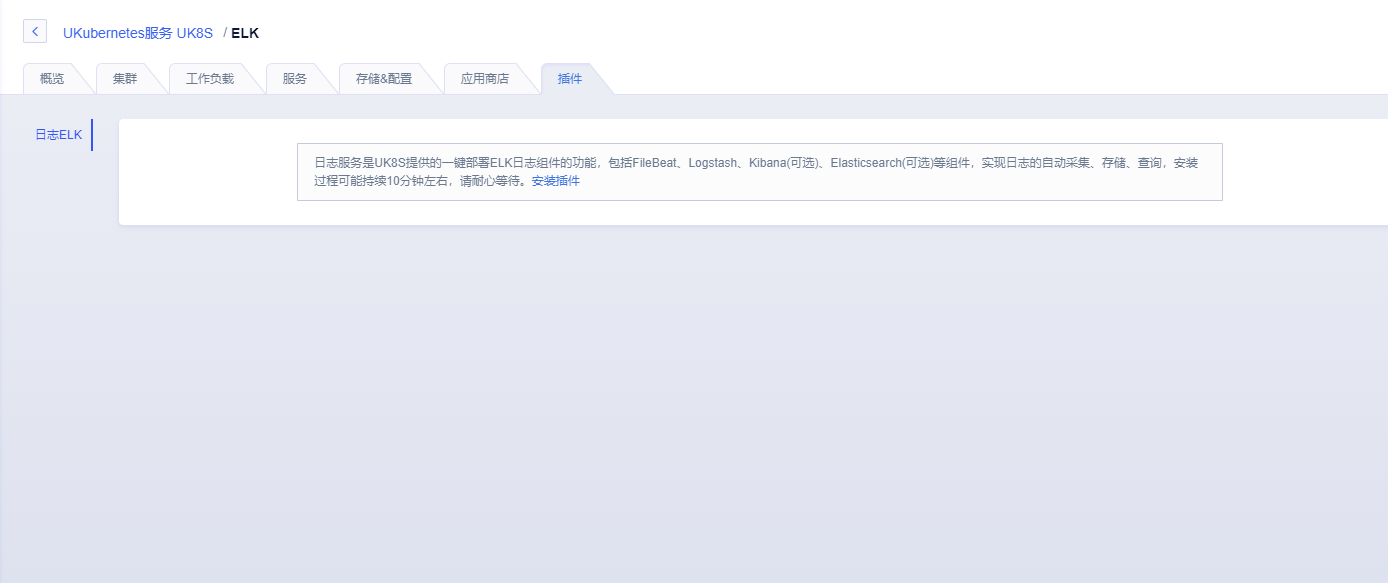 UKubernetes服务 UK8S / ELK
概览 集群 工作负载 服务 存储&配置 应用商店 插件
日志ELK
日志服务是UK8S提供的一键部署ELK日志组件的功能，包括FileBeat、Logstash、Kibana(可选)、Elasticsearch(可选)等组件，实现日志的自动采集、存储、查询，安装
过程可能持续10分钟左右，请耐心等待。安装插件